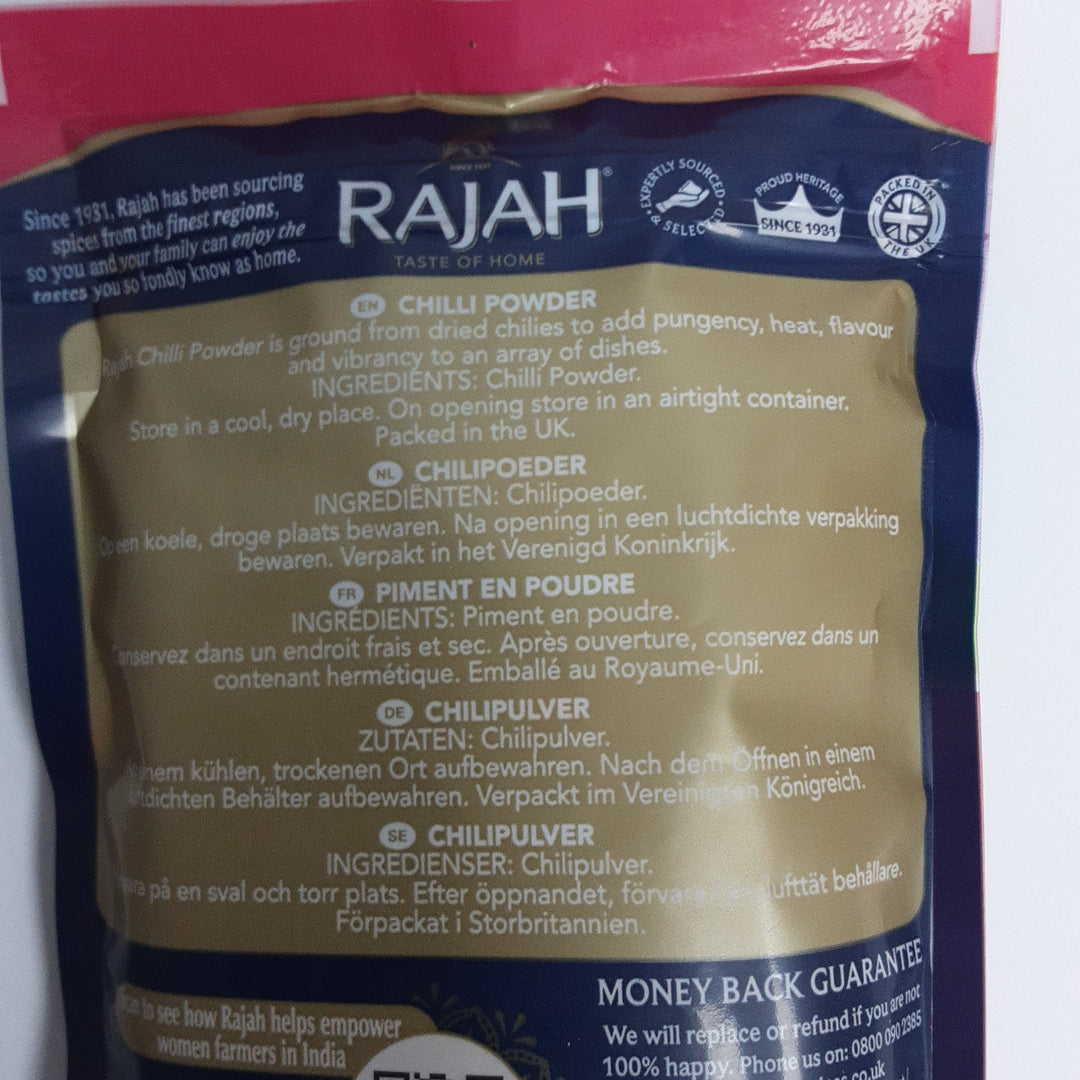 Since 1931, Rajah has been sourcing
spices from the finest regions,
so you and your family can enjoy the
tastes you so fondly know as home.
SINCE 1931
RAJAH®
TASTE OF HOME
EXPERTLY SOURCED
& SELECTED
PROUD HERITAGE
SINCE 1931
PACKED IN
THE UK
EN CHILLI POWDER
Rajah Chilli Powder is ground from dried chilies to add pungency, heat, flavour
and vibrancy to an array of dishes.
INGREDIENTS: Chilli Powder.
Store in a cool, dry place. On opening store in an airtight container.
Packed in the UK.
NL CHILIPOEDER
INGREDIËNTEN: Chilipoeder.
Op een koele, droge plaats bewaren. Na opening in een luchtdichte verpakking
bewaren. Verpakt in het Verenigd Koninkrijk.
FR PIMENT EN POUDRE
INGRÉDIENTS: Piment en poudre.
Conservez dans un endroit frais et sec. Après ouverture, conservez dans un
contenant hermétique. Emballé au Royaume-Uni.
DE CHILIPULVER
ZUTATEN: Chilipulver.
kühlen, trockenen Ort aufbewahren. Nach dem Öffnen in einem
Behälter aufbewahren. Verpackt im Vereinigten Königreich.
SE CHILIPULVER
INGREDIENSER: Chilipulver.
på en sval och torr plats. Efter öppnandet, förvara lufttät behållare.
Förpackat i Storbritannien.
to see how Rajah helps empower
women farmers in India
MONEY BACK GUARANTEE
We will replace or refund if you are not
100% happy. Phone us on: 0800 090 2385